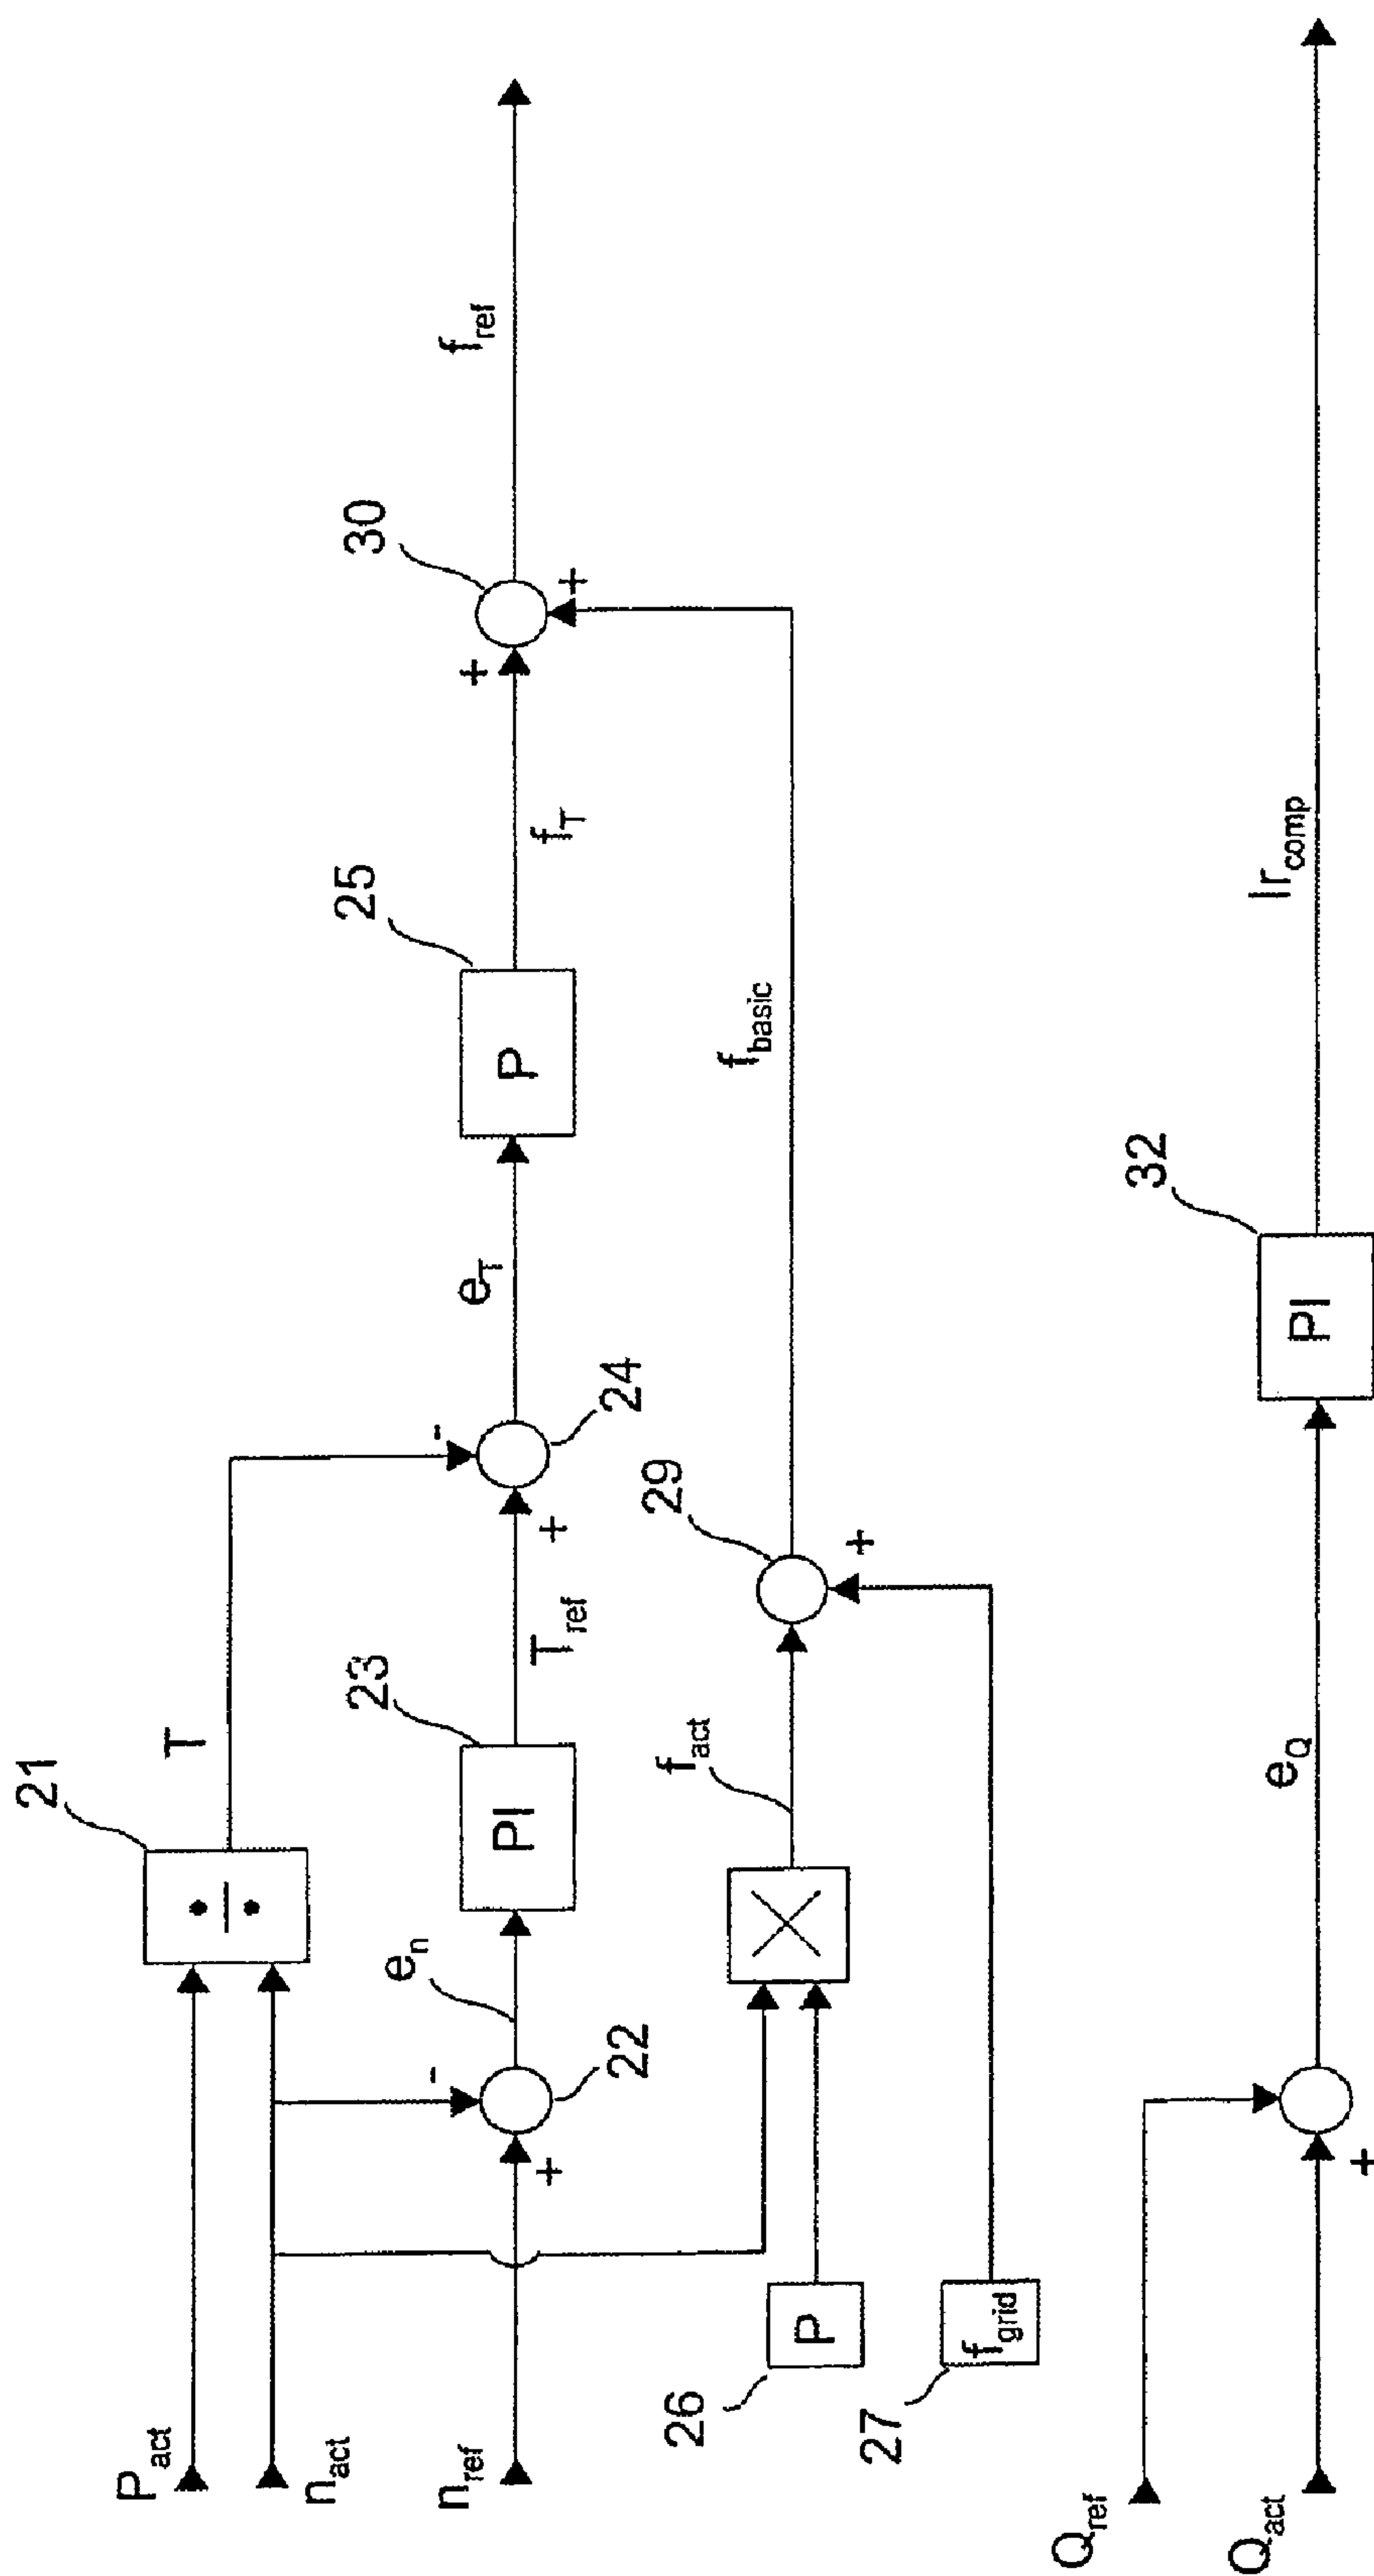 P_act
n_act
n_ref
21
T
-
22
+
e_n
23
PI
T_ref
+
-
24
e_T
25
P
f_T
+
+
30
f_ref
26
P
27
f_grid
f_act
29
+
f_basic
Q_ref
Q_act
+
e_Q
32
PI
Ir_comp